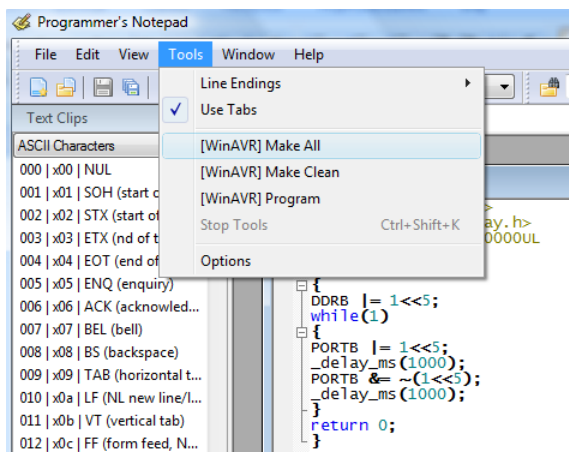 Programmer's Notepad
File Edit View Tools Window Help
Line Endings
Use Tabs
[WinAVR] Make All
[WinAVR] Make Clean
[WinAVR] Program
Stop Tools Ctrl+Shift+K
Options
Text Clips
ASCII Characters
000 | x00 | NUL
001 | x01 | SOH (start
002 | x02 | STX (start of
003 | x03 | ETX (nd of
004 | x04 | EOT (end of
005 | x05 | ENQ (enquiry)
006 | x06 | ACK (acknowled...
007 | x07 | BEL (bell)
008 | x08 | BS (backspace)
009 | x09 | TAB (horizontal t...
010 | x0a | LF (NL new line/l...
011 | x0b | VT (vertical tab)
012 | x0c | FF (form feed, N...
>
ay.h>
0000UL
{
DDRB |= 1<<5;
while(1)
{
PORTB |= 1<<5;
_delay_ms(1000);
PORTB &= ~(1<<5);
_delay_ms(1000);
}
return 0;
}